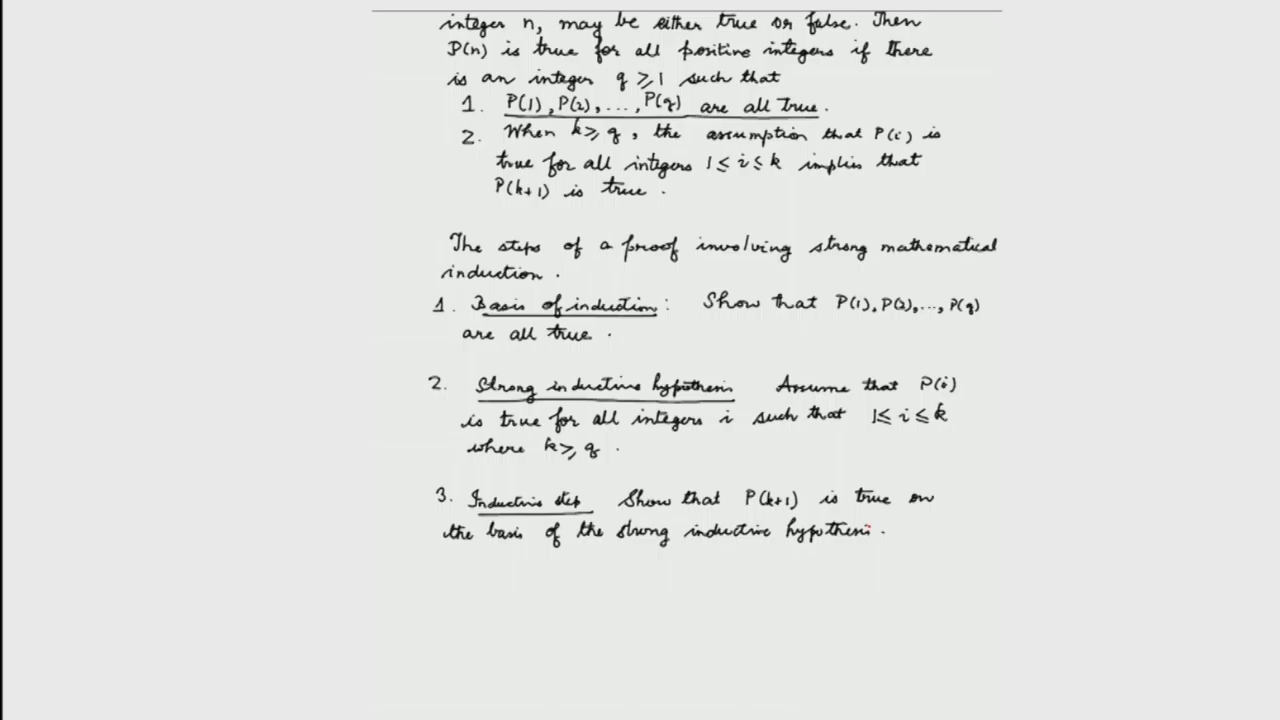 integer n, may be either true or false. Then
P(n) is true for all positive integers if there
is an integer q ≥ 1 such that
1. P(1), P(2), ..., P(q) are all true.
2. When k ≥ q, the assumption that P(i) is
true for all integers 1 ≤ i ≤ k implies that
P(k+1) is true.
The steps of a proof involving strong mathematical
induction.
1. Basis of induction: Show that P(1), P(2), ..., P(q)
are all true.
2. Strong inductive hypothesis Assume that P(i)
is true for all integers i such that 1 ≤ i ≤ k
where k ≥ q.
3. Inductive step Show that P(k+1) is true on
the basis of the strong inductive hypothesis.